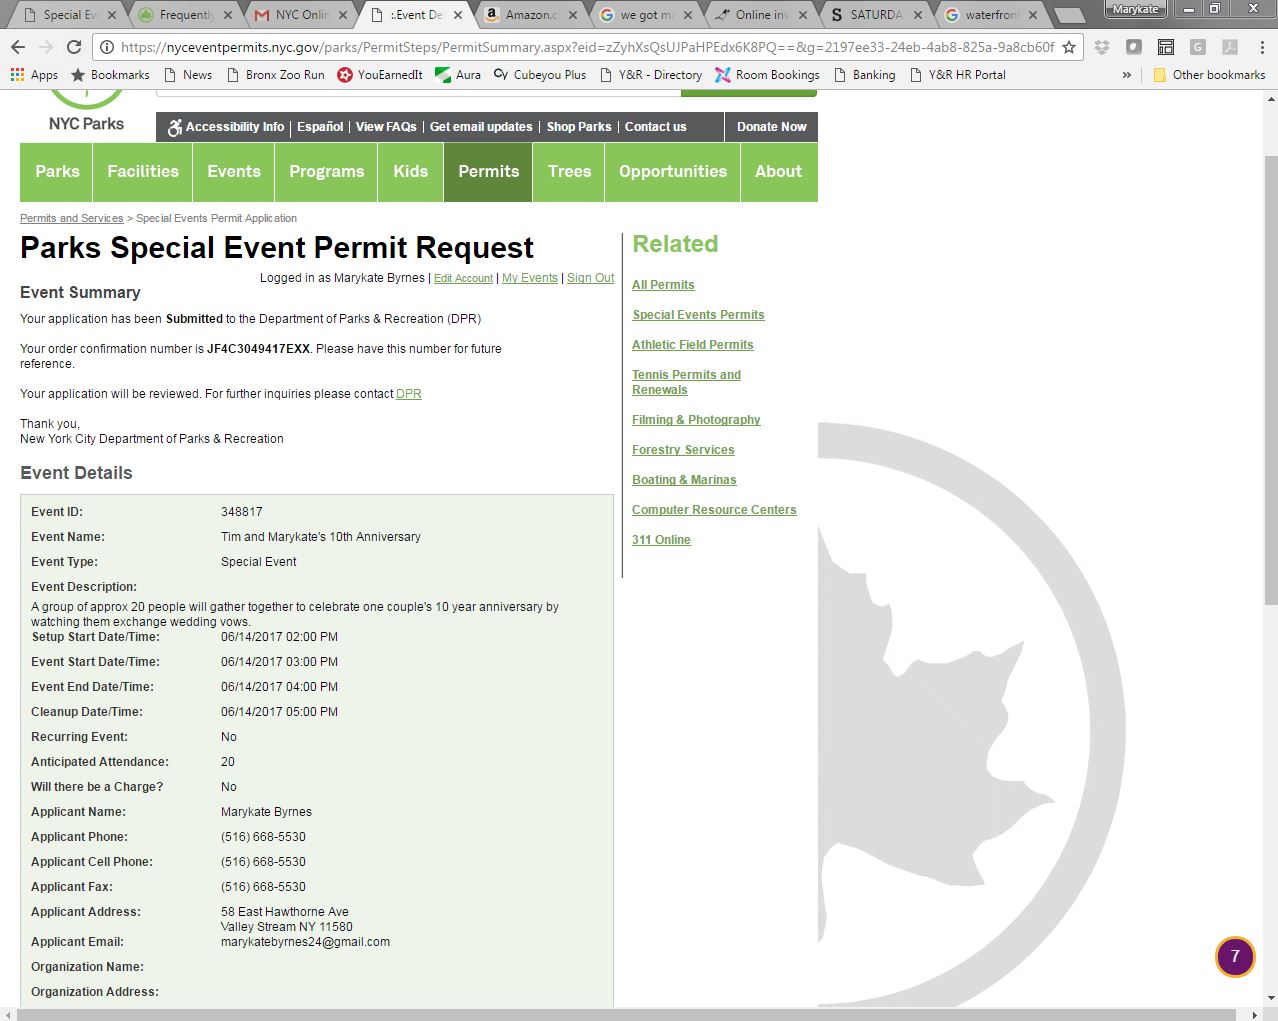 Special Eve
Frequently
NYC Onlin
:.Event De
Amazon.c
we got ma
Online inv
SATURDA
waterfront
Marykate
https://nyceventpermits.nyc.gov/parks/PermitSteps/PermitSummary.aspx?eid=zZyhXsQsUJPaHPEdx6K8PQ==&g=2197ee33-24eb-4ab8-825a-9a8cb60f
Apps
Bookmarks
News
Bronx Zoo Run
YouEarnedIt
Aura
Cubeyou Plus
Y&R - Directory
Room Bookings
Banking
Y&R HR Portal
»
Other bookmarks
NYC Parks
Accessibility Info | Español | View FAQs | Get email updates | Shop Parks | Contact us
Donate Now
Parks
Facilities
Events
Programs
Kids
Permits
Trees
Opportunities
About
Permits and Services > Special Events Permit Application
Parks Special Event Permit Request
Logged in as Marykate Byrnes | Edit Account | My Events | Sign Out
Event Summary
Your application has been Submitted to the Department of Parks & Recreation (DPR)
Your order confirmation number is JF4C3049417EXX. Please have this number for future
reference.
Your application will be reviewed. For further inquiries please contact DPR
Thank you,
New York City Department of Parks & Recreation
Event Details
Event ID: 348817
Event Name: Tim and Marykate's 10th Anniversary
Event Type: Special Event
Event Description:
A group of approx 20 people will gather together to celebrate one couple's 10 year anniversary by
watching them exchange wedding vows.
Setup Start Date/Time: 06/14/2017 02:00 PM
Event Start Date/Time: 06/14/2017 03:00 PM
Event End Date/Time: 06/14/2017 04:00 PM
Cleanup Date/Time: 06/14/2017 05:00 PM
Recurring Event: No
Anticipated Attendance: 20
Will there be a Charge? No
Applicant Name: Marykate Byrnes
Applicant Phone: (516) 668-5530
Applicant Cell Phone: (516) 668-5530
Applicant Fax: (516) 668-5530
Applicant Address: 58 East Hawthorne Ave
Valley Stream NY 11580
Applicant Email: marykatebyrnes24@gmail.com
Organization Name:
Organization Address:
Related
All Permits
Special Events Permits
Athletic Field Permits
Tennis Permits and
Renewals
Filming & Photography
Forestry Services
Boating & Marinas
Computer Resource Centers
311 Online
7